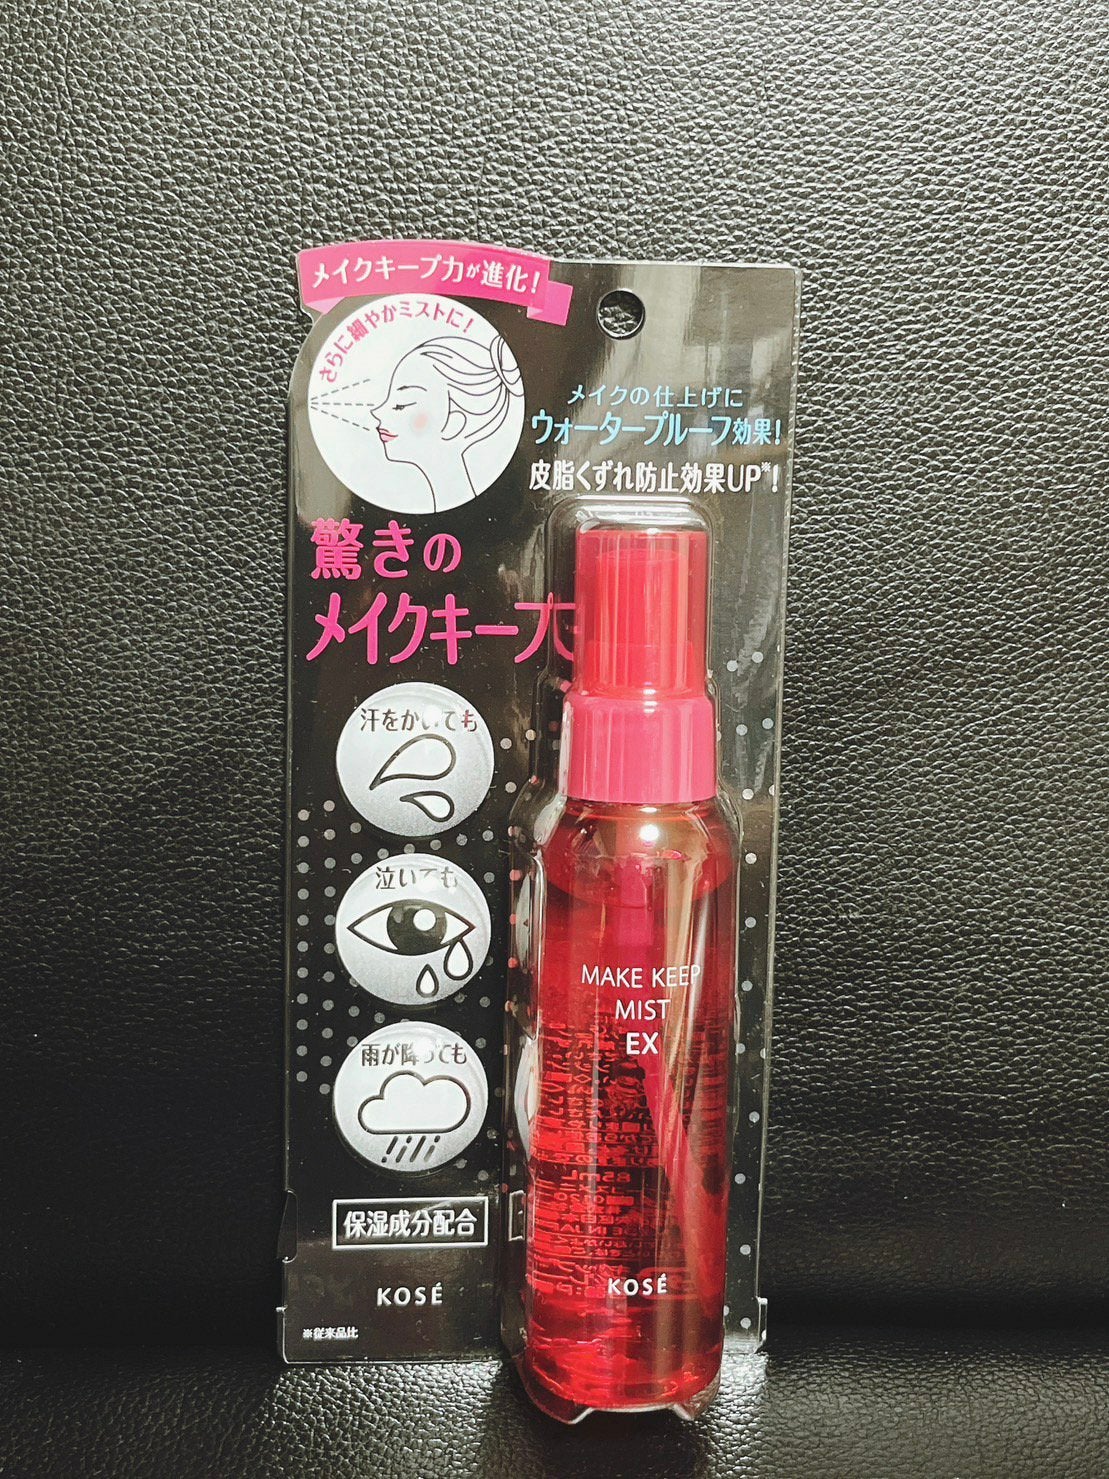 メイクキープ力が進化!
さらに細やかミストに!
メイクの仕上げに
ウォータープルーフ効果!
皮脂くずれ防止効果UP※!
驚きの
メイクキープ
汗をかいても
泣いても
雨が降っても
MAKE KEEP
MIST
EX
保湿成分配合
KOSÉ
KOSÉ
※従来品比